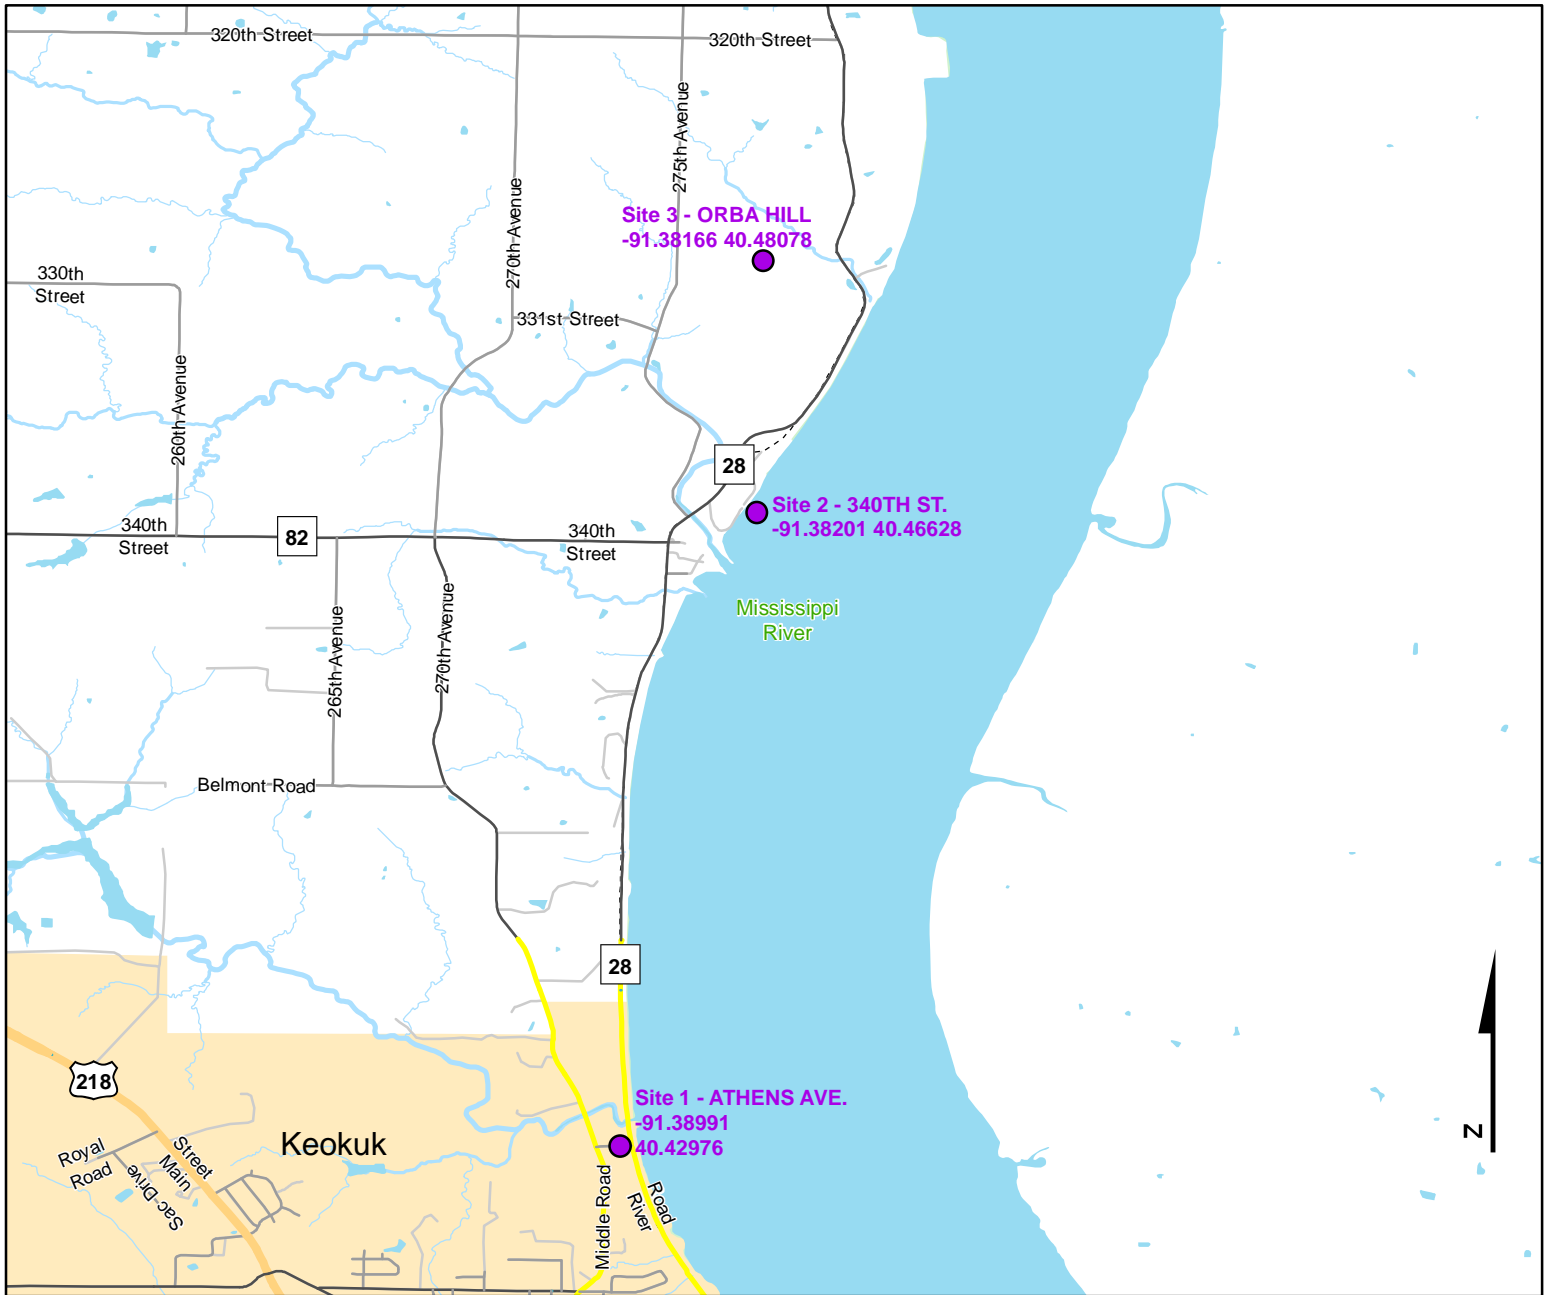 320th Street
320th Street
275th Avenue
270th Avenue
Site 3 - ORBA HILL
-91.38166 40.48078
330th
Street
331st Street
260th Avenue
28
Site 2 - 340TH ST.
-91.38201 40.46628
340th
Street
82
340th
Street
Mississippi
River
265th Avenue
270th Avenue
Belmont Road
28
218
Site 1 - ATHENS AVE.
-91.38991
40.42976
Keokuk
Royal
Road
Street
Main
Sac Drive
Middle Road
Road
River
N